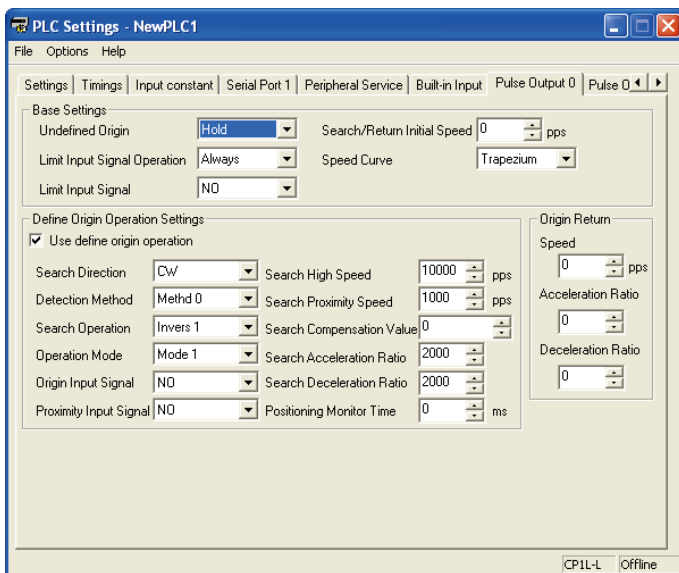 PLC Settings - NewPLC1
File Options Help
Settings Timings Input constant Serial Port 1 Peripheral Service Built-in Input Pulse Output 0 Pulse O
Base Settings
Undefined Origin Hold Search/Return Initial Speed 0 pps
Limit Input Signal Operation Always Speed Curve Trapezium
Limit Input Signal NO
Define Origin Operation Settings
Use define origin operation
Search Direction CW Search High Speed 10000 pps
Detection Method Methd 0 Search Proximity Speed 1000 pps
Search Operation Invers 1 Search Compensation Value 0
Operation Mode Mode 1 Search Acceleration Ratio 2000
Origin Input Signal NO Search Deceleration Ratio 2000
Proximity Input Signal NO Positioning Monitor Time 0 ms
Origin Return
Speed
0 pps
Acceleration Ratio
0
Deceleration Ratio
0
CP1L-L Offline